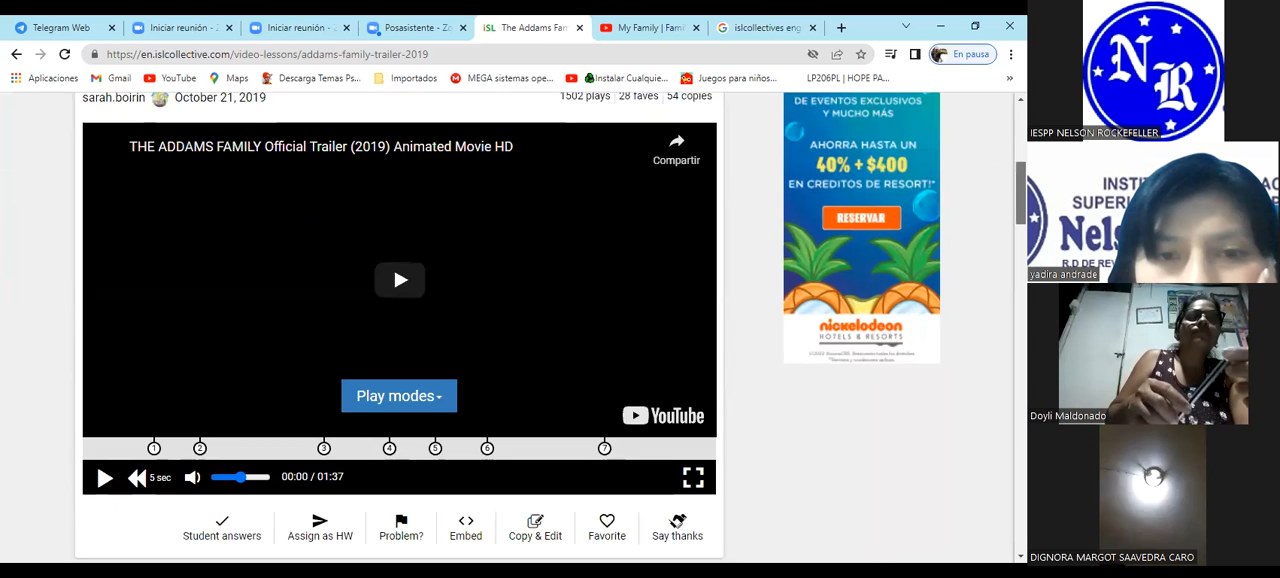 Telegram Web
Iniciar reunión - Z
Iniciar reunión - Z
Posasistente - Zo
iSL The Addams Fam
My Family | Famil
islcollectives eng
https://en.islcollective.com/video-lessons/addams-family-trailer-2019
En pausa
Aplicaciones
Gmail
YouTube
Maps
Descarga Temas Ps...
Importados
MEGA sistemas ope...
Instalar Cualquie...
Juegos para niños...
LP206PL | HOPE PA...
sarah.boirin
October 21, 2019
1502 plays
28 faves
54 copies
THE ADDAMS FAMILY Official Trailer (2019) Animated Movie HD
Compartir
Play modes
YouTube
1
2
3
4
5
6
7
5 sec
00:00 / 01:37
Student answers
Assign as HW
Problem?
Embed
Copy & Edit
Favorite
Say thanks
DE EVENTOS EXCLUSIVOS
Y MUCHO MÁS
AHORRA HASTA UN
40% + $400
EN CREDITOS DE RESORT!*
RESERVAR
nickelodeon
HOTELS & RESORTS
N
R
IESPP NELSON ROCKEFELLER
INST
SUPERI
Nels
yadira andrade
Doyli Maldonado
DIGNORA MARGOT SAAVEDRA CARO